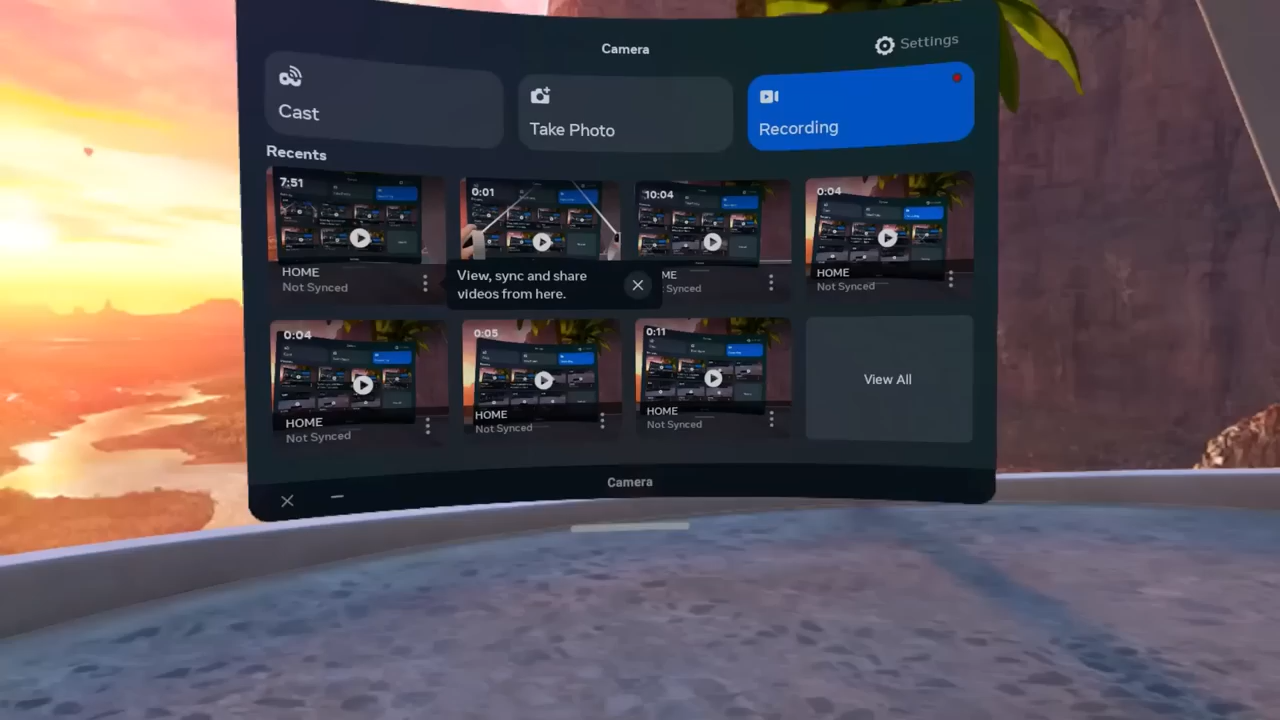 Camera
Settings
Cast
Take Photo
Recording
Recents
7:51
0:01
10:04
0:04
HOME
Not Synced
View, sync and share
videos from here.
ME
Synced
HOME
Not Synced
0:04
0:05
0:11
HOME
Not Synced
HOME
Not Synced
HOME
Not Synced
View All
Camera